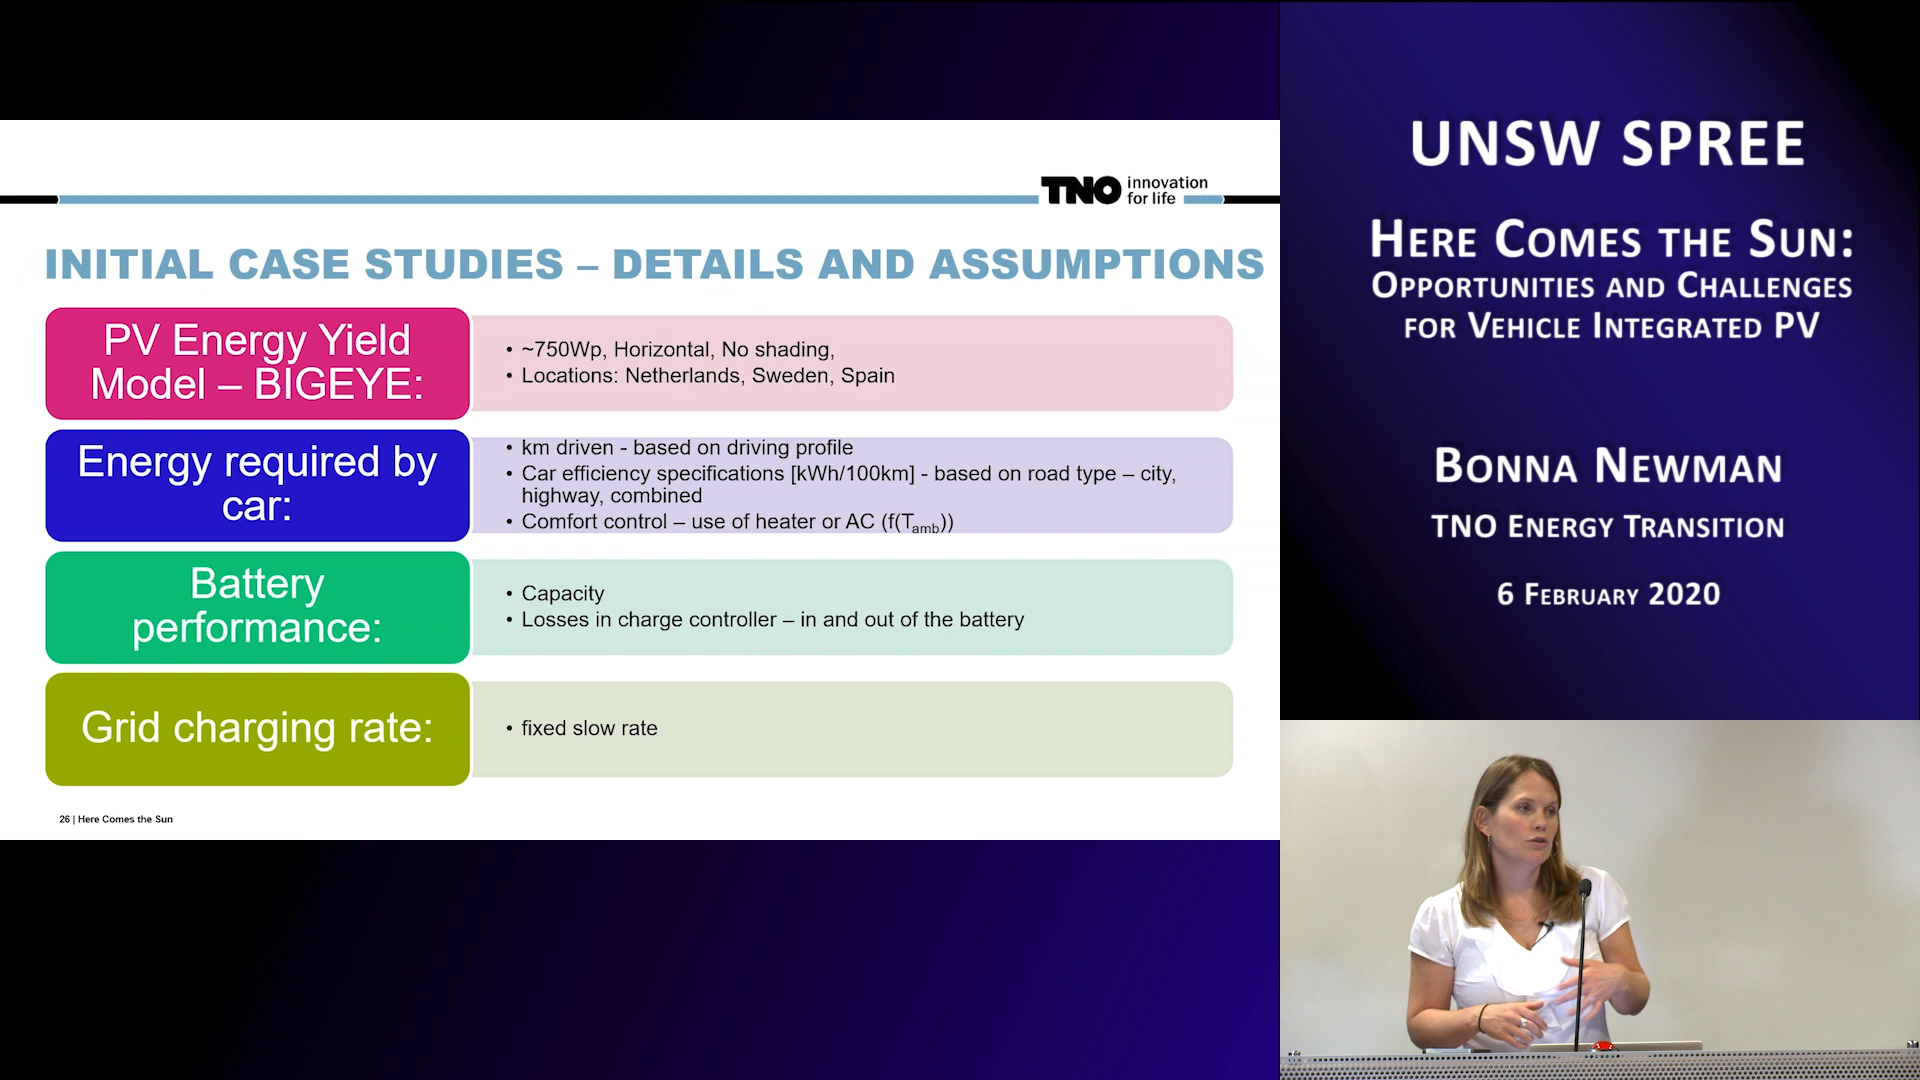 TNO innovation
for life
INITIAL CASE STUDIES – DETAILS AND ASSUMPTIONS
PV Energy Yield
Model – BIGEYE:
• ~750Wp, Horizontal, No shading,
• Locations: Netherlands, Sweden, Spain
Energy required by
car:
• km driven - based on driving profile
• Car efficiency specifications [kWh/100km] - based on road type – city,
highway, combined
• Comfort control – use of heater or AC (f(Tamb))
Battery
performance:
• Capacity
• Losses in charge controller – in and out of the battery
Grid charging rate:
• fixed slow rate
26 | Here Comes the Sun
UNSW SPREE
Here Comes the Sun:
Opportunities and Challenges
for Vehicle Integrated PV
Bonna Newman
TNO Energy Transition
6 February 2020